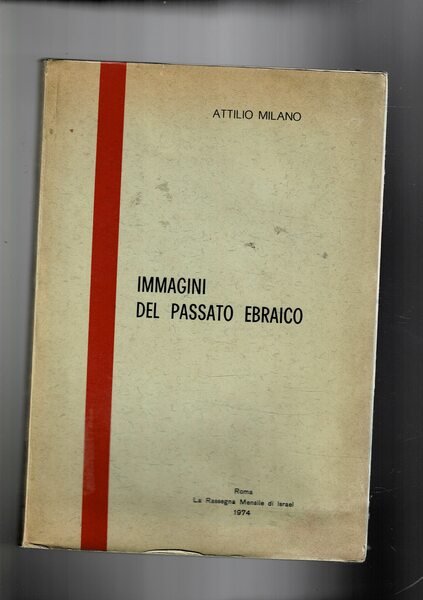 ATTILIO MILANO
IMMAGINI
DEL PASSATO EBRAICO
Roma
La Rassegna Mensile di Israel
1974